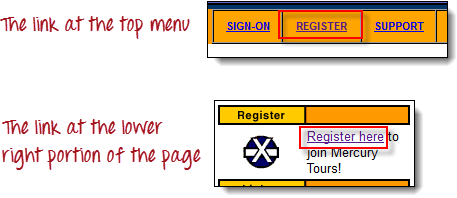 The link at the top menu
SIGN-ON REGISTER SUPPORT
The link at the lower
right portion of the page
Register
Register here to
join Mercury
Tours!